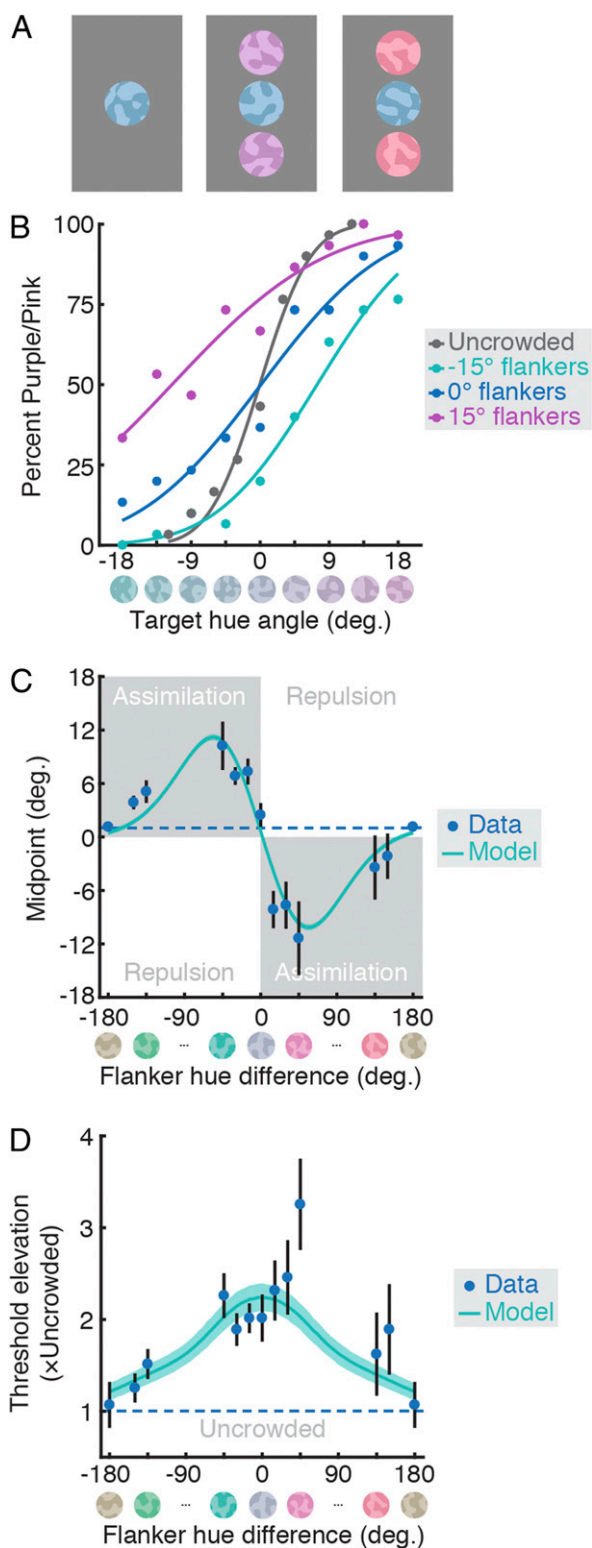 A
B
100
75
50
25
0
Percent Purple/Pink
-18 -9 0 9 18
Target hue angle (deg.)
Uncrowded
-15° flankers
0° flankers
15° flankers
C
18
12
6
0
-6
-12
-18
Midpoint (deg.)
Assimilation Repulsion
Repulsion Assimilation
-180 -90 0 90 180
... ...
Flanker hue difference (deg.)
Data
Model
D
4
3
2
1
Threshold elevation
(×Uncrowded)
Uncrowded
-180 -90 0 90 180
... ...
Flanker hue difference (deg.)
Data
Model